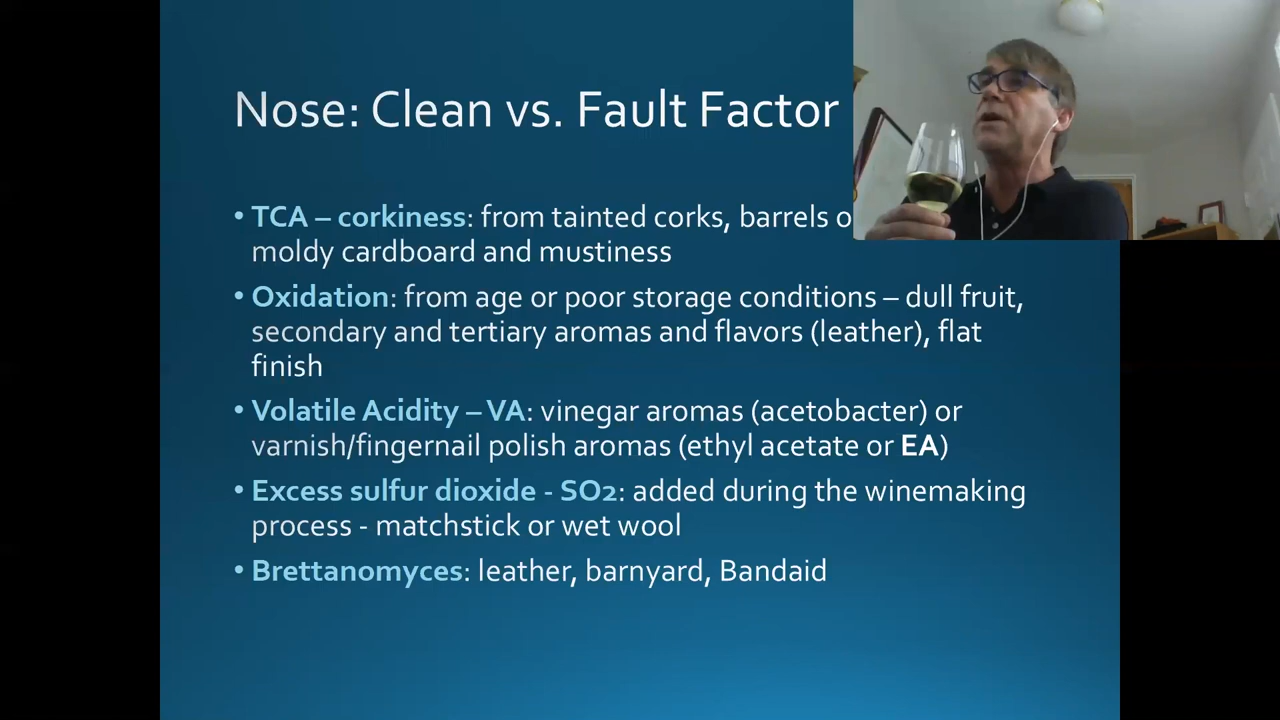 Nose: Clean vs. Fault Factor
• TCA – corkiness: from tainted corks, barrels
moldy cardboard and mustiness
• Oxidation: from age or poor storage conditions – dull fruit,
secondary and tertiary aromas and flavors (leather), flat
finish
• Volatile Acidity – VA: vinegar aromas (acetobacter) or
varnish/fingernail polish aromas (ethyl acetate or EA)
• Excess sulfur dioxide - SO2: added during the winemaking
process - matchstick or wet wool
• Brettanomyces: leather, barnyard, Bandaid